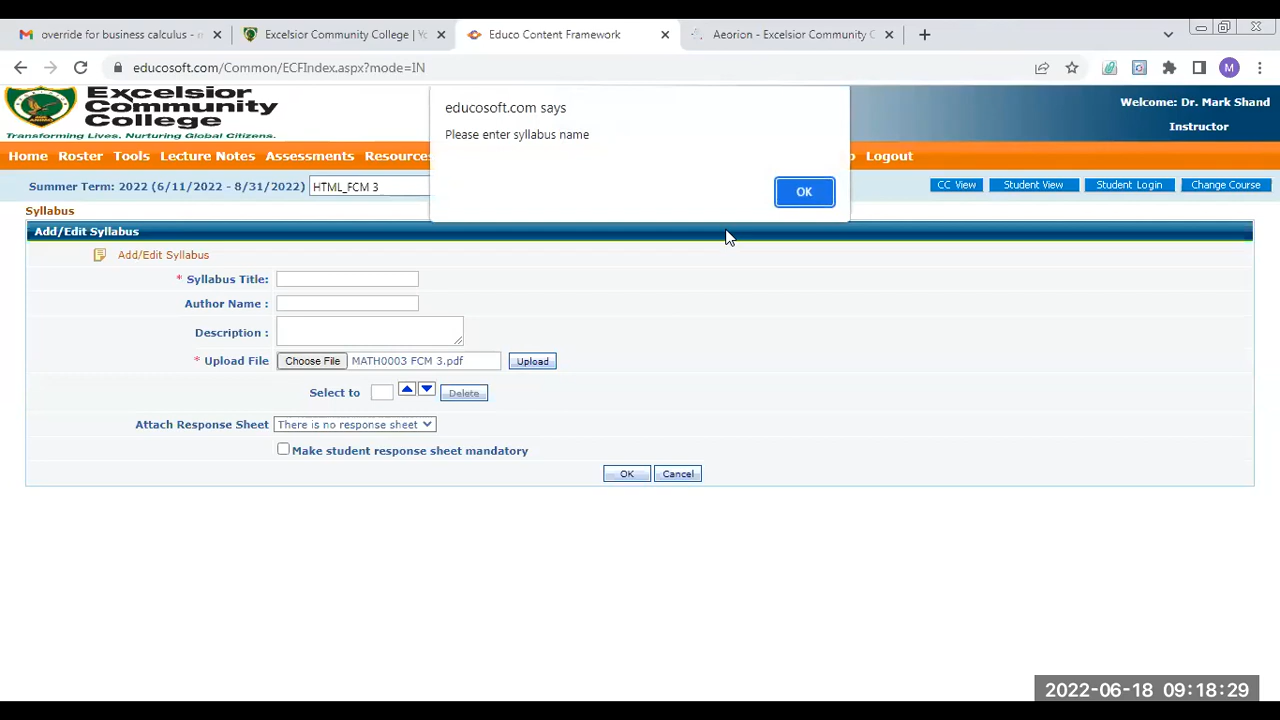 override for business calculus -
Excelsior Community College |
Educo Content Framework
Aeorion - Excelsior Community C
educosoft.com/Common/ECFIndex.aspx?mode=IN
M
Excelsior
Community
College
Transforming Lives. Nurturing Global Citizens.
educosoft.com says
Please enter syllabus name
OK
Welcome: Dr. Mark Shand
Instructor
Home Roster Tools Lecture Notes Assessments Resources Logout
Summer Term: 2022 (6/11/2022 - 8/31/2022) HTML_FCM 3 CC View Student View Student Login Change Course
Syllabus
Add/Edit Syllabus
Add/Edit Syllabus
* Syllabus Title:
Author Name :
Description :
* Upload File Choose File MATH0003 FCM 3.pdf Upload
Select to Delete
Attach Response Sheet There is no response sheet
Make student response sheet mandatory
OK Cancel
2022-06-18 09:18:29